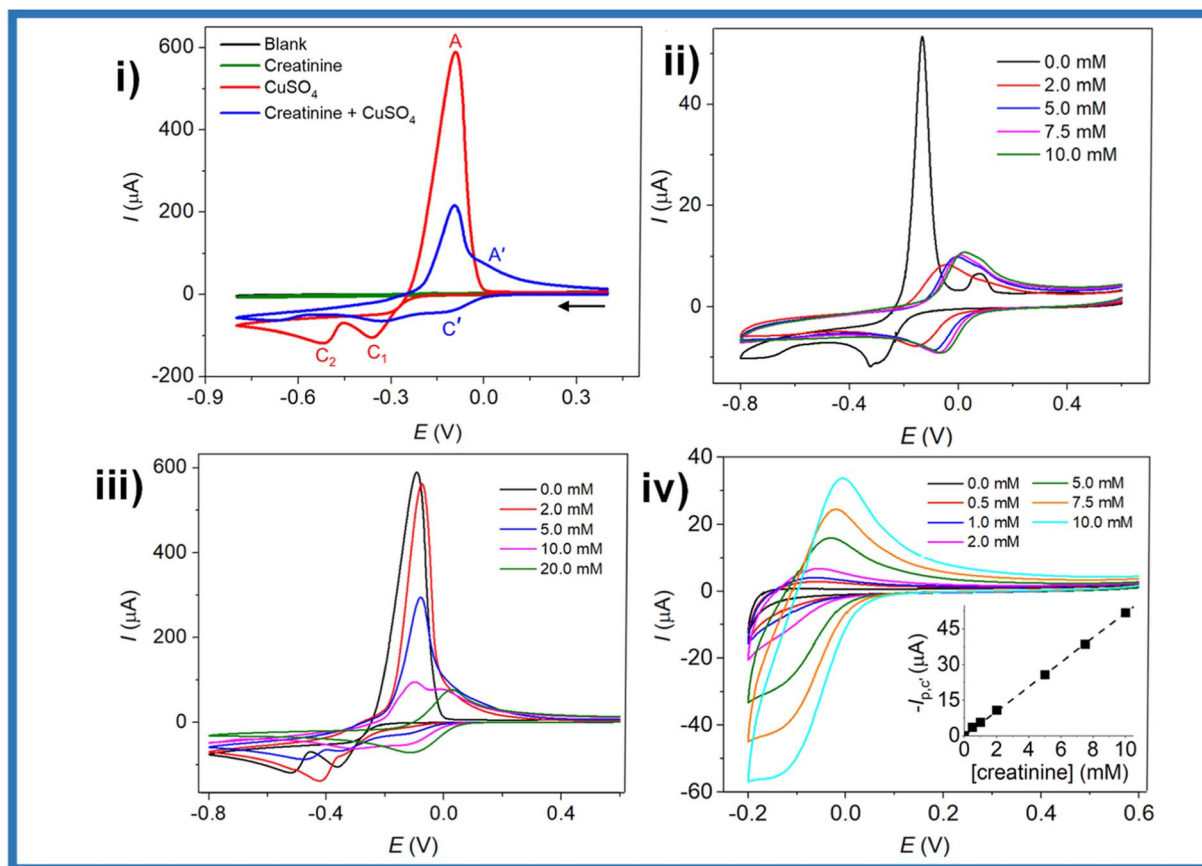 i)
Blank
Creatinine
CuSO₄
Creatinine + CuSO₄
A
A′
C′
C₂
C₁
600
400
200
0
-200
I (μA)
-0.9
-0.6
-0.3
0.0
0.3
E (V)
ii)
0.0 mM
2.0 mM
5.0 mM
7.5 mM
10.0 mM
40
20
0
I (μA)
-0.8
-0.4
0.0
0.4
E (V)
iii)
0.0 mM
2.0 mM
5.0 mM
10.0 mM
20.0 mM
600
400
200
0
I (μA)
-0.8
-0.6
-0.4
-0.2
0.0
0.2
0.4
E (V)
iv)
0.0 mM
0.5 mM
1.0 mM
2.0 mM
5.0 mM
7.5 mM
10.0 mM
40
20
0
-20
-40
-60
I (μA)
-0.2
0.0
0.2
0.4
0.6
E (V)
45
30
15
0
-Ip,c′ (μA)
0
2
4
6
8
10
[creatinine] (mM)